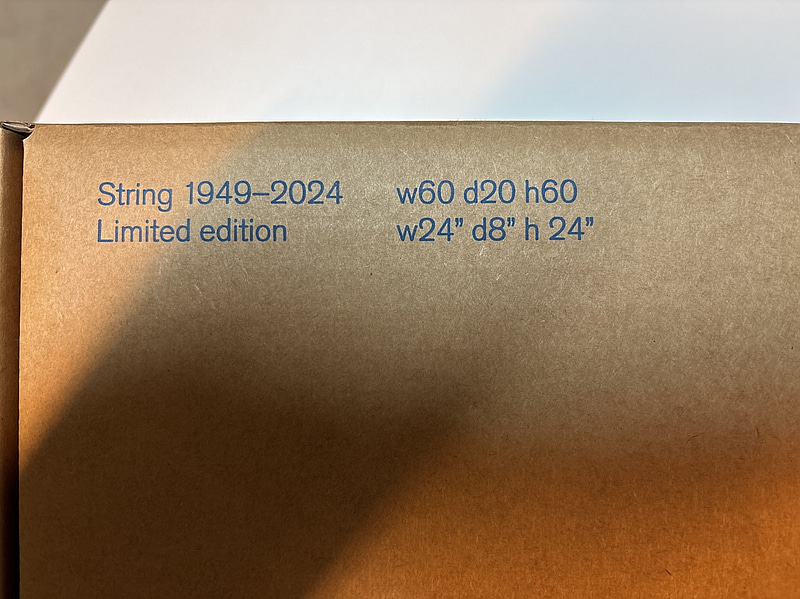 String 1949–2024
Limited edition
w60 d20 h60
w24” d8” h 24”